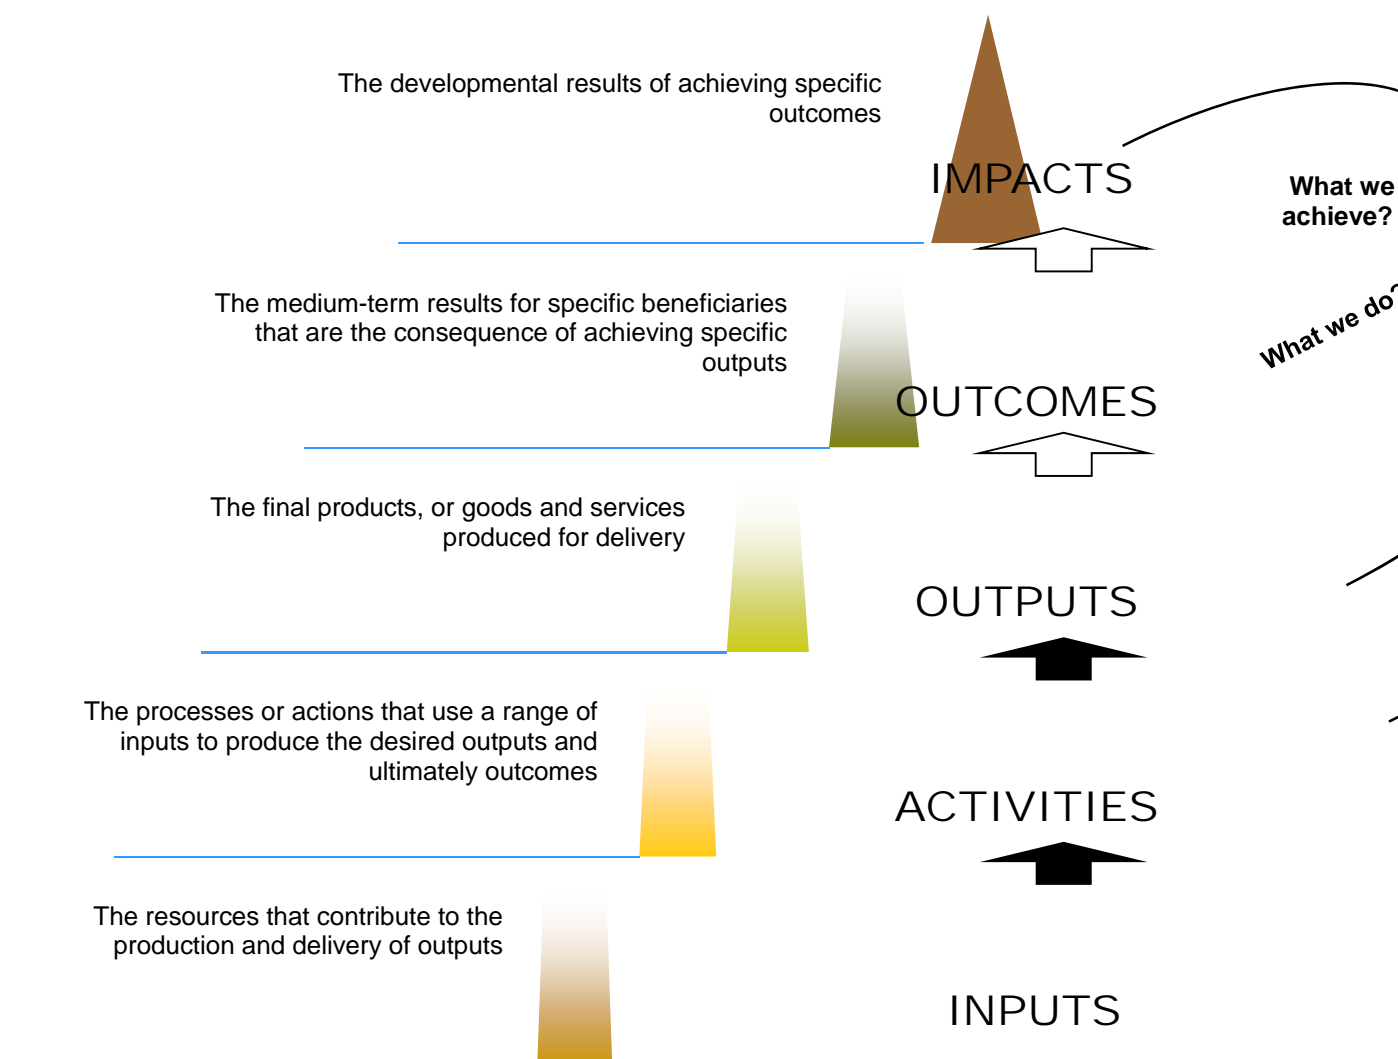 The developmental results of achieving specific
outcomes
IMPACTS
What we
achieve?
The medium-term results for specific beneficiaries
that are the consequence of achieving specific
outputs
What we do?
OUTCOMES
The final products, or goods and services
produced for delivery
OUTPUTS
The processes or actions that use a range of
inputs to produce the desired outputs and
ultimately outcomes
ACTIVITIES
The resources that contribute to the
production and delivery of outputs
INPUTS